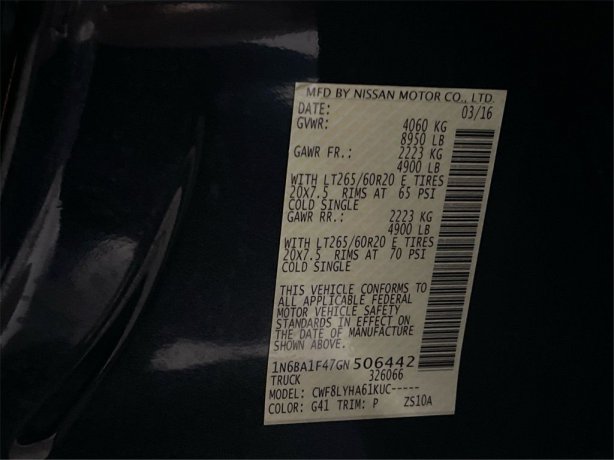 MFD BY NISSAN MOTOR CO., LTD.
DATE: 03/16
GVWR: 4060 KG
8950 LB
GAWR FR.: 2223 KG
4900 LB
WITH LT265/60R20 E TIRES
20X7.5 RIMS AT 65 PSI
COLD SINGLE
GAWR RR.: 2223 KG
4900 LB
WITH LT265/60R20 E TIRES
20X7.5 RIMS AT 70 PSI
COLD SINGLE
THIS VEHICLE CONFORMS TO
ALL APPLICABLE FEDERAL
MOTOR VEHICLE SAFETY
STANDARDS IN EFFECT ON
THE DATE OF MANUFACTURE
SHOWN ABOVE.
1N6BA1F47GN506442
TRUCK 326066
MODEL: CWF8LYHA61KUC-----
COLOR: G41 TRIM: P ZS10A